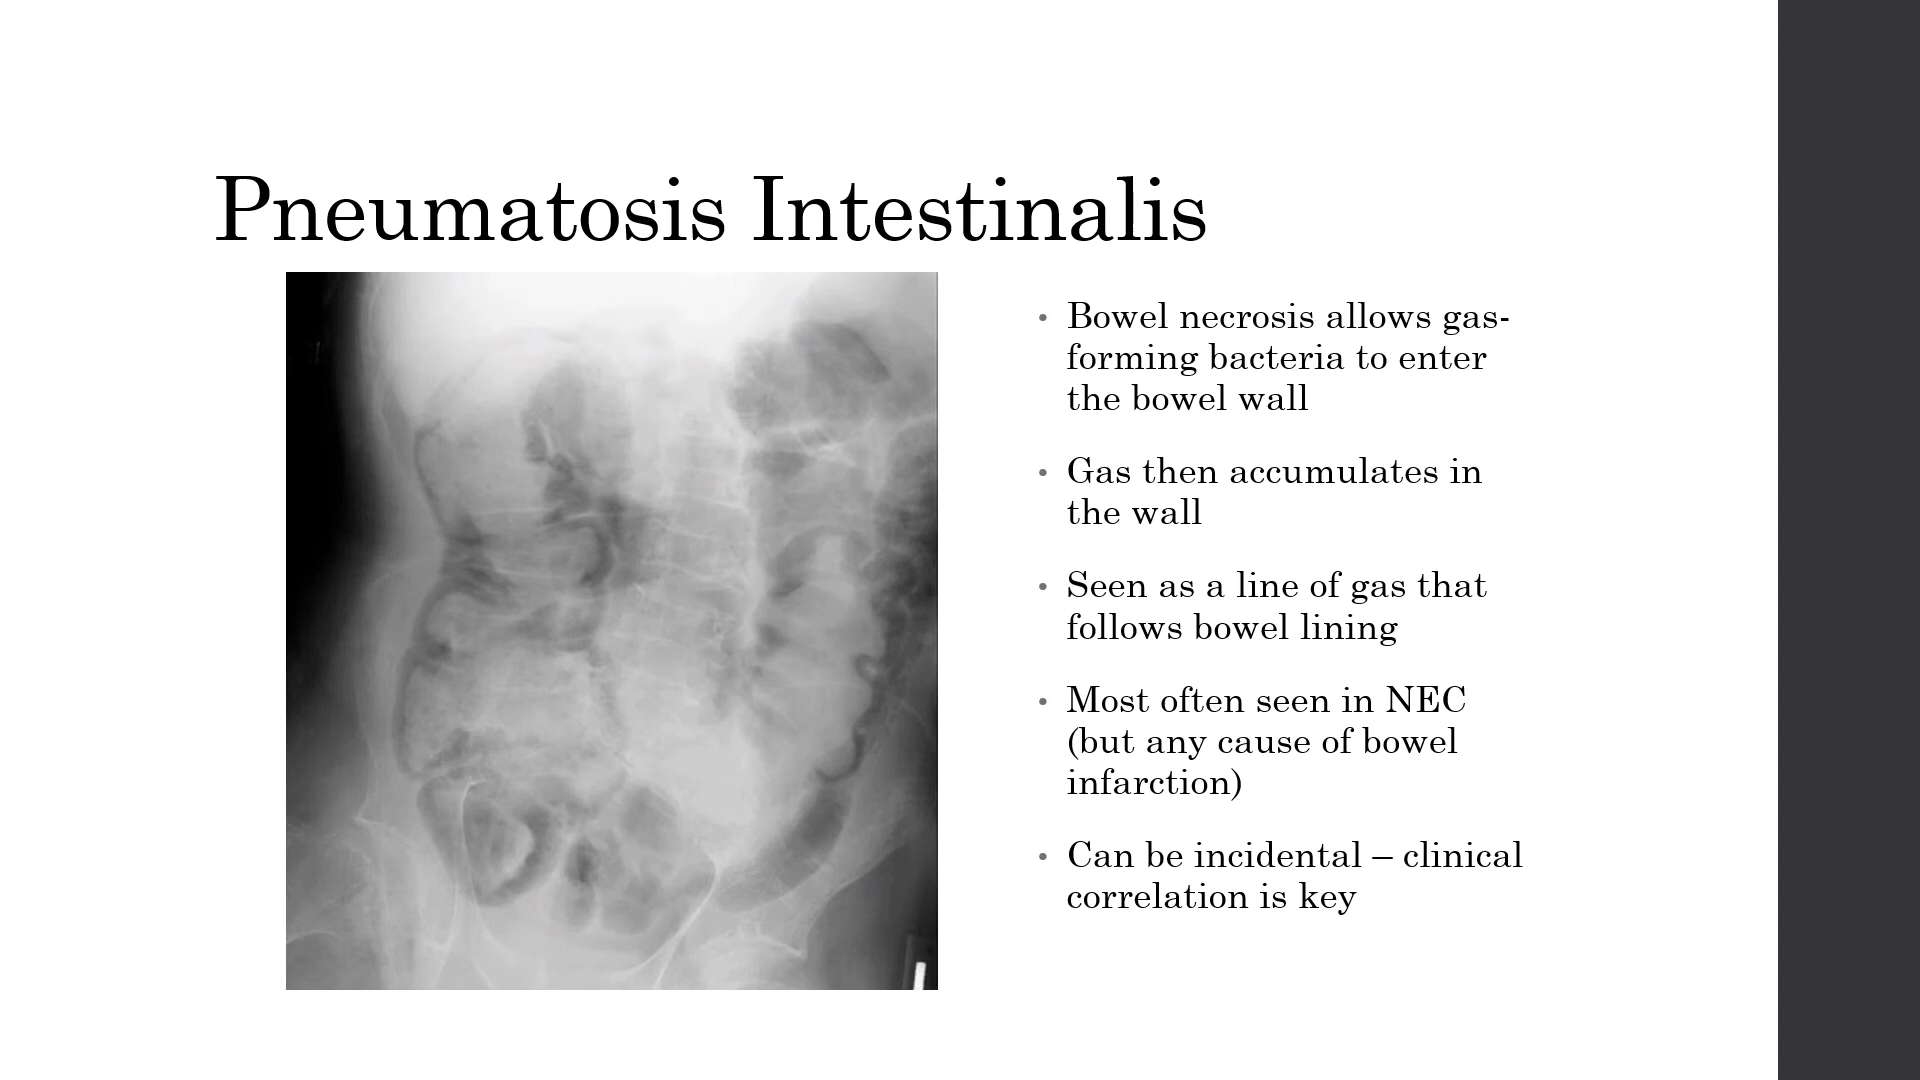 Pneumatosis Intestinalis
• Bowel necrosis allows gas-
forming bacteria to enter
the bowel wall
• Gas then accumulates in
the wall
• Seen as a line of gas that
follows bowel lining
• Most often seen in NEC
(but any cause of bowel
infarction)
• Can be incidental – clinical
correlation is key